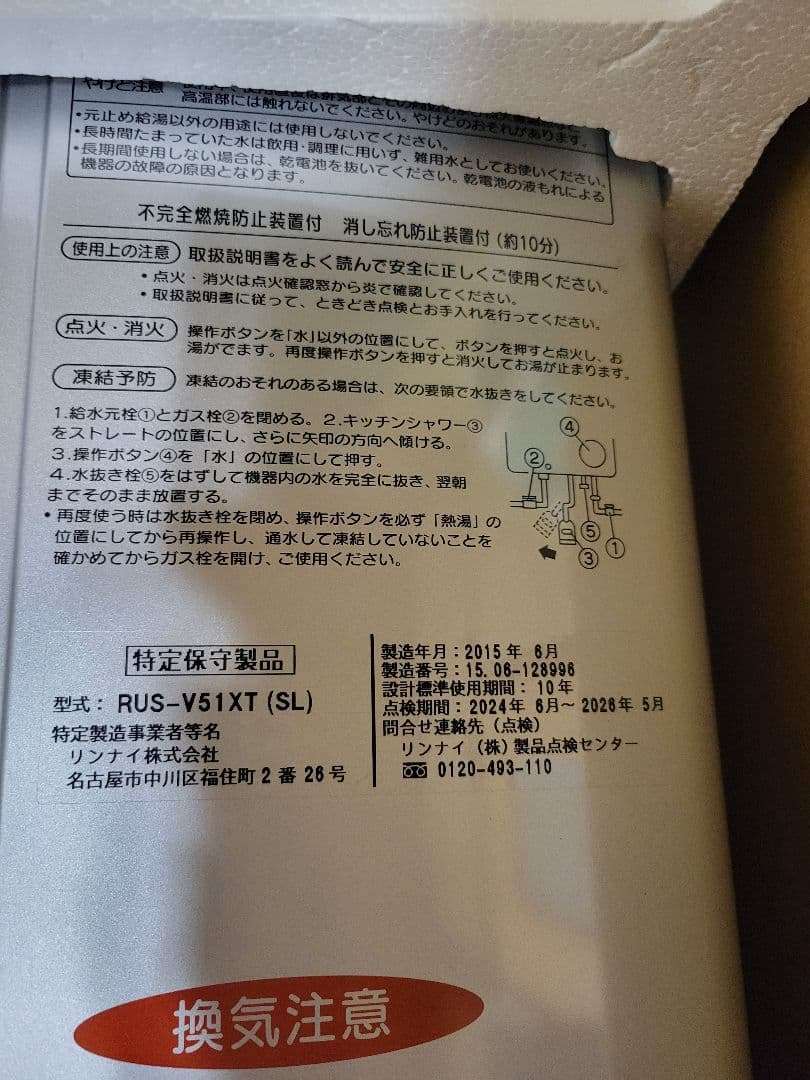 やけど注意
高温部には触れないでください。やけどのおそれがあります。
・元止め給湯以外の用途には使用しないでください。
・長時間たまっていた水は飲用・調理に用いず、雑用水としてお使いください。
・長期間使用しない場合は、乾電池を抜いてください。乾電池の液もれによる
機器の故障の原因となります。
不完全燃焼防止装置付 消し忘れ防止装置付(約10分)
使用上の注意 取扱説明書をよく読んで安全に正しくご使用ください。
・点火・消火は点火確認窓から炎で確認してください。
・取扱説明書に従って、ときどき点検とお手入れを行ってください。
点火・消火 操作ボタンを「水」以外の位置にして、ボタンを押すと点火し、お
湯がでます。再度操作ボタンを押すと消火してお湯が止まります。
凍結予防 凍結のおそれのある場合は、次の要領で水抜きをしてください。
1.給水元栓①とガス栓②を閉める。2.キッチンシャワー③
をストレートの位置にし、さらに矢印の方向へ傾ける。
3.操作ボタン④を「水」の位置にして押す。
4.水抜き栓⑤をはずして機器内の水を完全に抜き、翌朝
までそのまま放置する。
・再度使う時は水抜き栓を閉め、操作ボタンを必ず「熱湯」の
位置にしてから再操作し、通水して凍結していないことを
確かめてからガス栓を開け、ご使用ください。
④
②
⑤
①
③
特定保守製品
型式：RUS-V51XT(SL)
特定製造事業者等名
リンナイ株式会社
名古屋市中川区福住町2番26号
製造年月：2015年 6月
製造番号：15.06-128996
設計標準使用期間：10年
点検期間：2024年 6月～2026年 5月
問合せ連絡先（点検）
リンナイ（株）製品点検センター
0120-493-110
換気注意